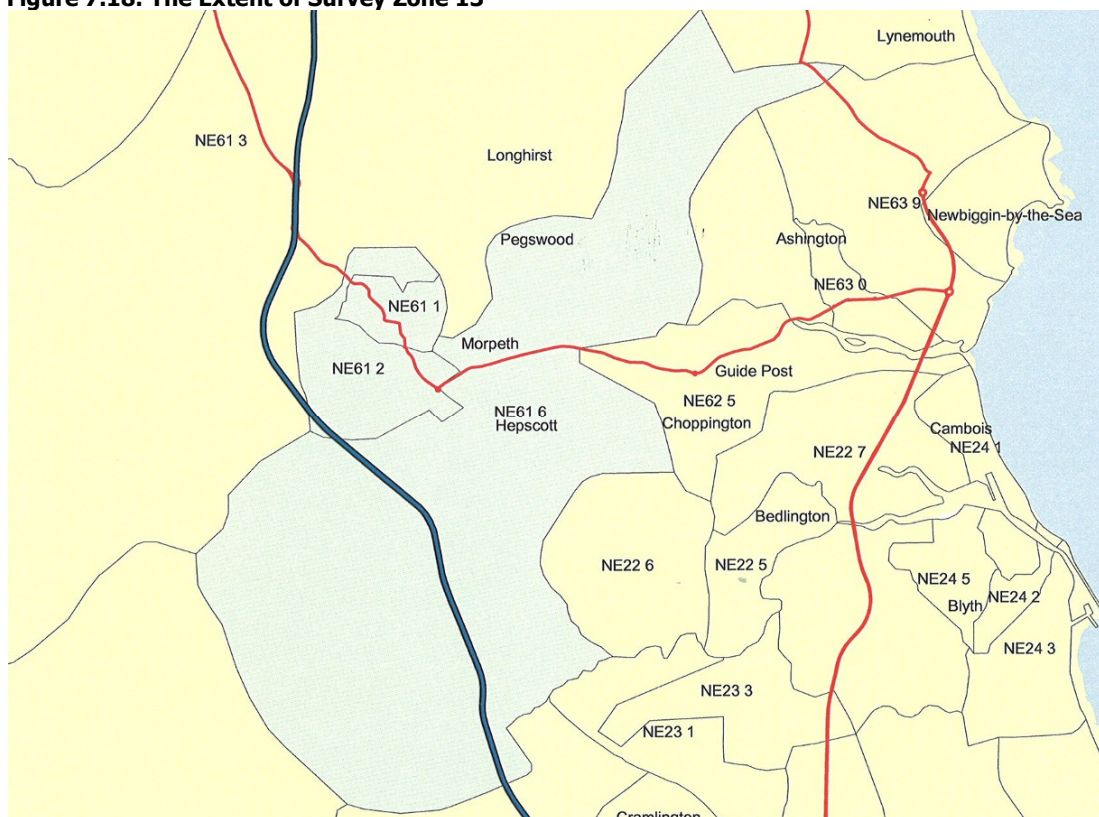 Figure 7.18: The Extent of Survey Zone 15
Lynemouth
NE61 3
Longhirst
NE63 9
Newbiggin-by-the-Sea
Pegswood
Ashington
NE63 0
NE61 1
Morpeth
NE61 2
Guide Post
NE62 5
Choppington
NE61 6
Hepscott
Cambois
NE24 1
NE22 7
Bedlington
NE22 6
NE22 5
NE24 5
NE24 2
Blyth
NE24 3
NE23 3
NE23 1
Cramlington